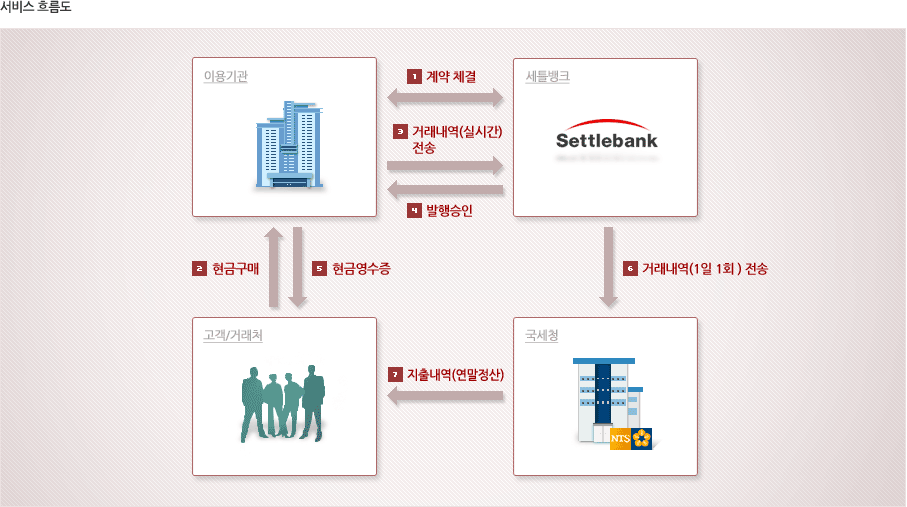 서비스 흐름도
이용기관
1 계약 체결
세틀뱅크
3 거래내역(실시간)
전송
Settlebank
4 발행승인
2 현금구매
5 현금영수증
6 거래내역(1일 1회 ) 전송
고객/거래처
국세청
7 지출내역(연말정산)
NTS